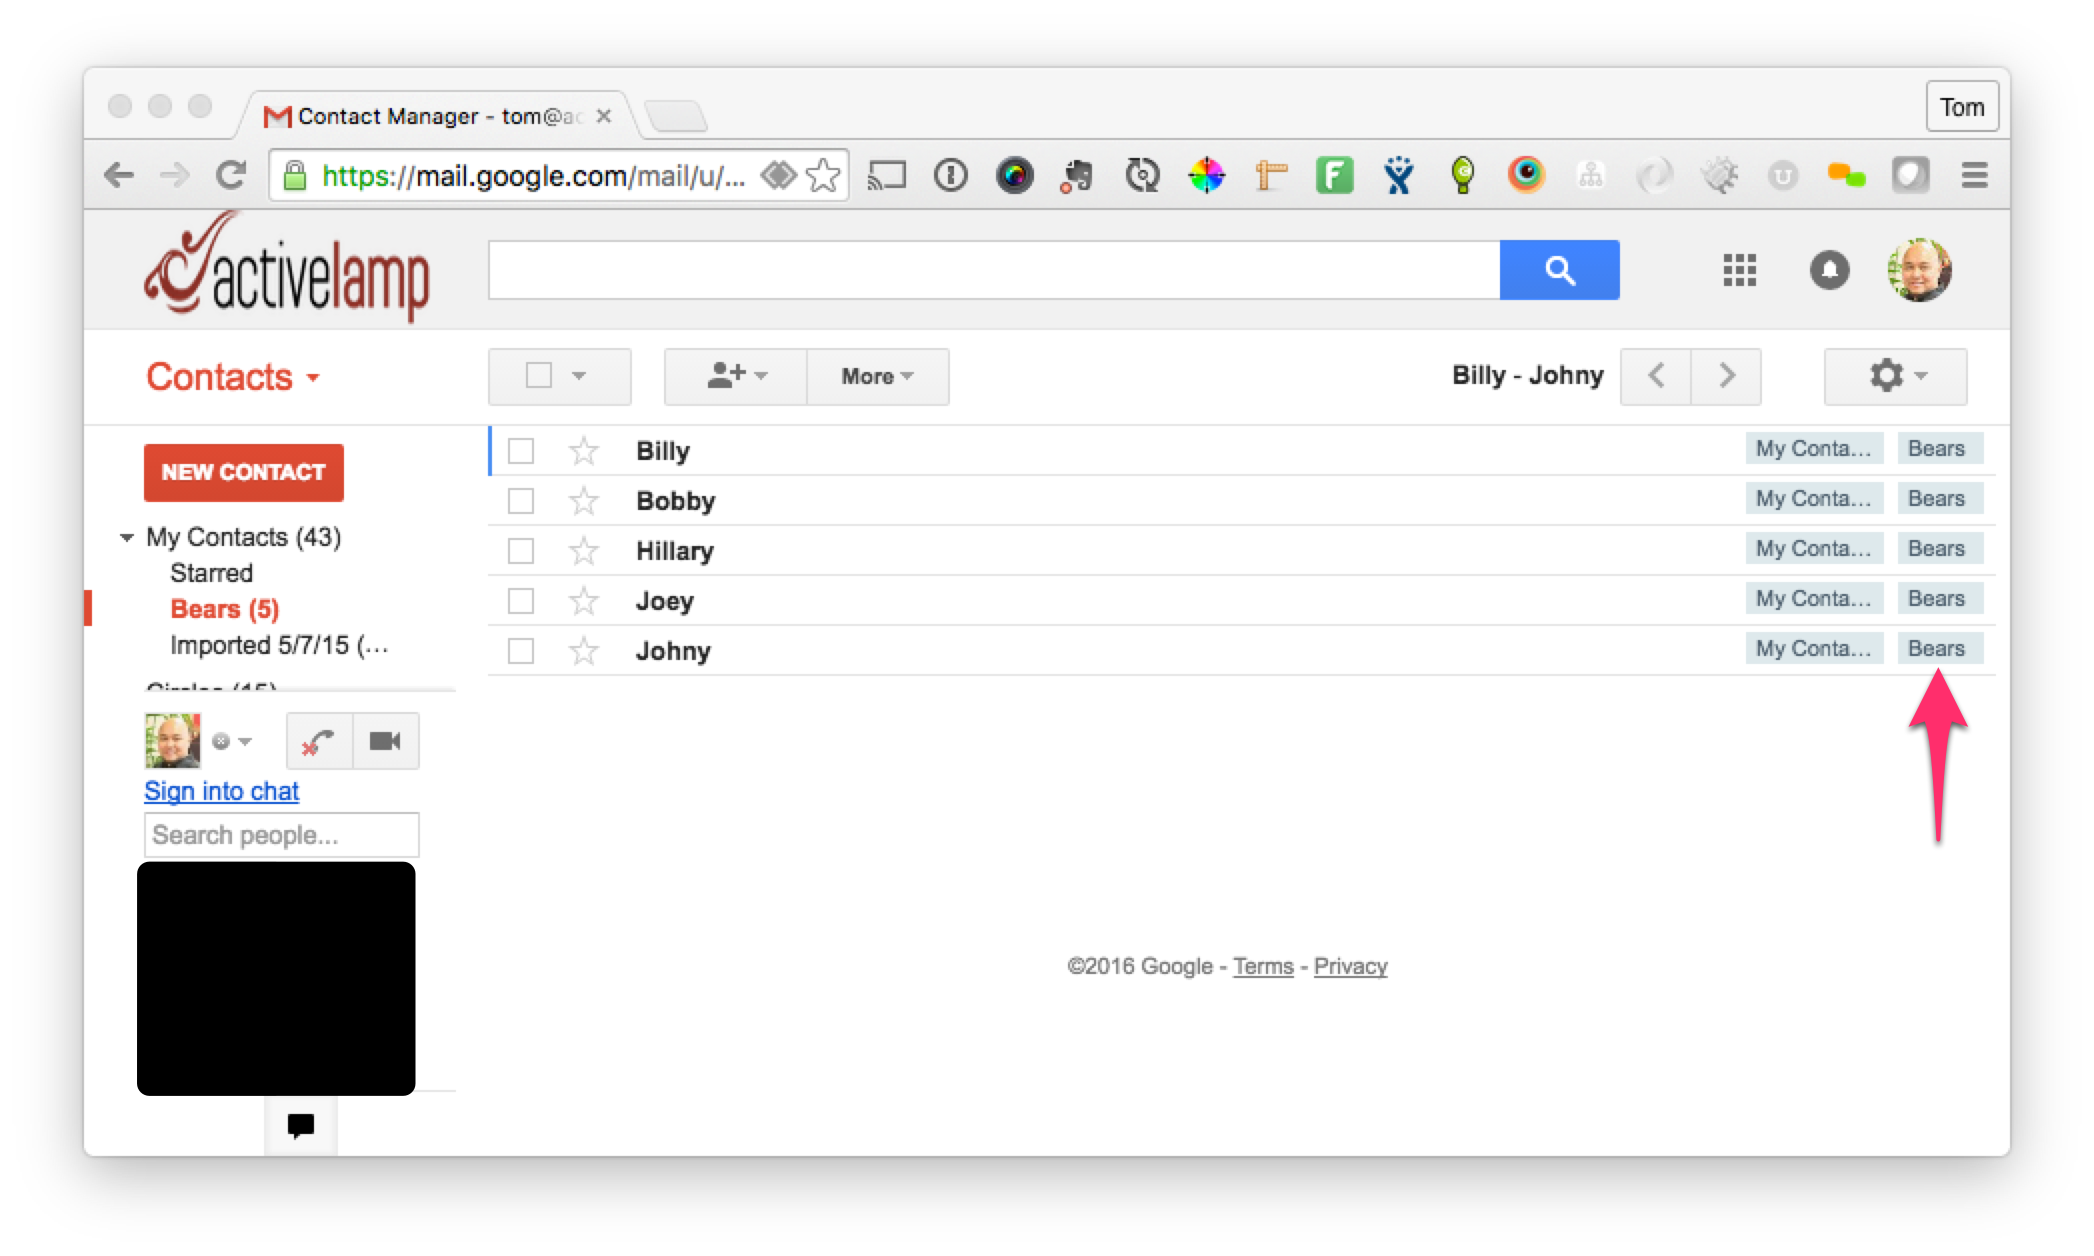 Contact Manager - tom@ac
Tom
https://mail.google.com/mail/u/...
activelamp
Contacts
More
Billy - Johny
NEW CONTACT
My Contacts (43)
Starred
Bears (5)
Imported 5/7/15 (...
Circles (15)
Billy My Conta... Bears
Bobby My Conta... Bears
Hillary My Conta... Bears
Joey My Conta... Bears
Johny My Conta... Bears
Sign into chat
Search people...
©2016 Google - Terms - Privacy